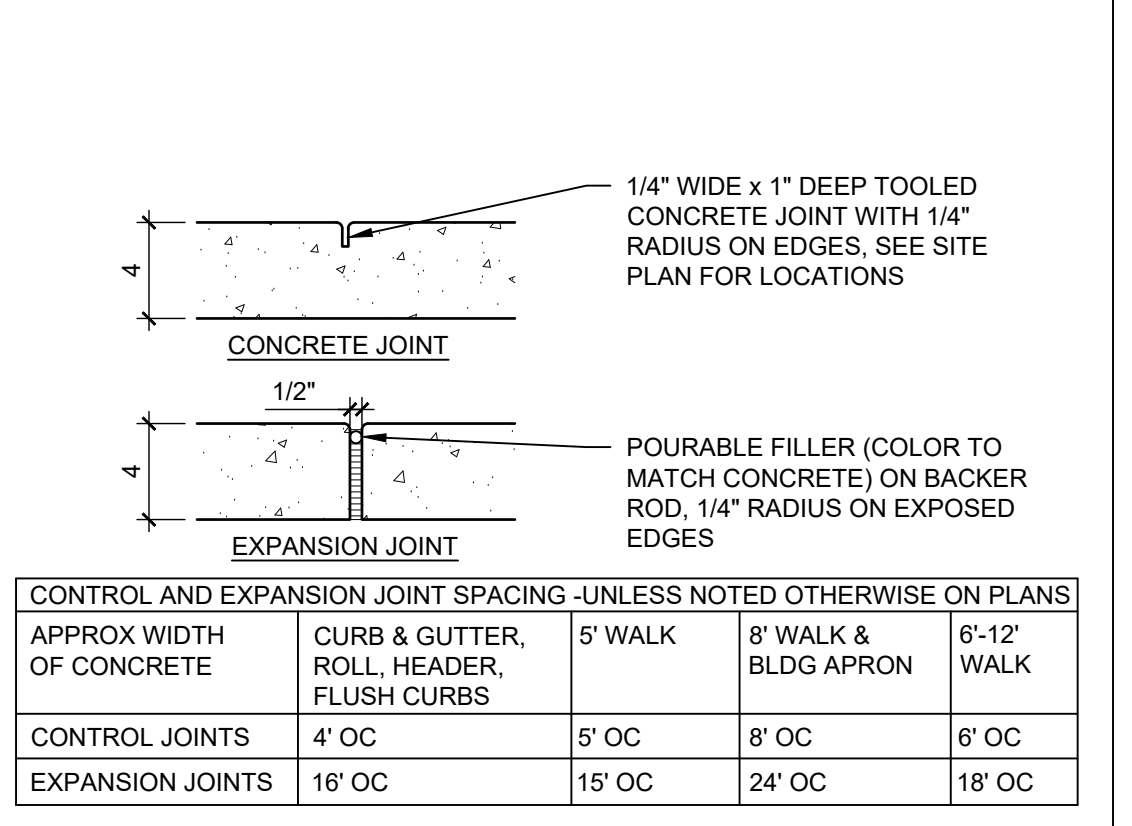 1/4" WIDE x 1" DEEP TOOLED
CONCRETE JOINT WITH 1/4"
RADIUS ON EDGES, SEE SITE
PLAN FOR LOCATIONS
4
CONCRETE JOINT
1/2"
4
POURABLE FILLER (COLOR TO
MATCH CONCRETE) ON BACKER
ROD, 1/4" RADIUS ON EXPOSED
EDGES
EXPANSION JOINT
CONTROL AND EXPANSION JOINT SPACING -UNLESS NOTED OTHERWISE ON PLANS
APPROX WIDTH
OF CONCRETE
CURB & GUTTER,
ROLL, HEADER,
FLUSH CURBS
5' WALK
8' WALK &
BLDG APRON
6'-12'
WALK
CONTROL JOINTS 4' OC 5' OC 8' OC 6' OC
EXPANSION JOINTS 16' OC 15' OC 24' OC 18' OC